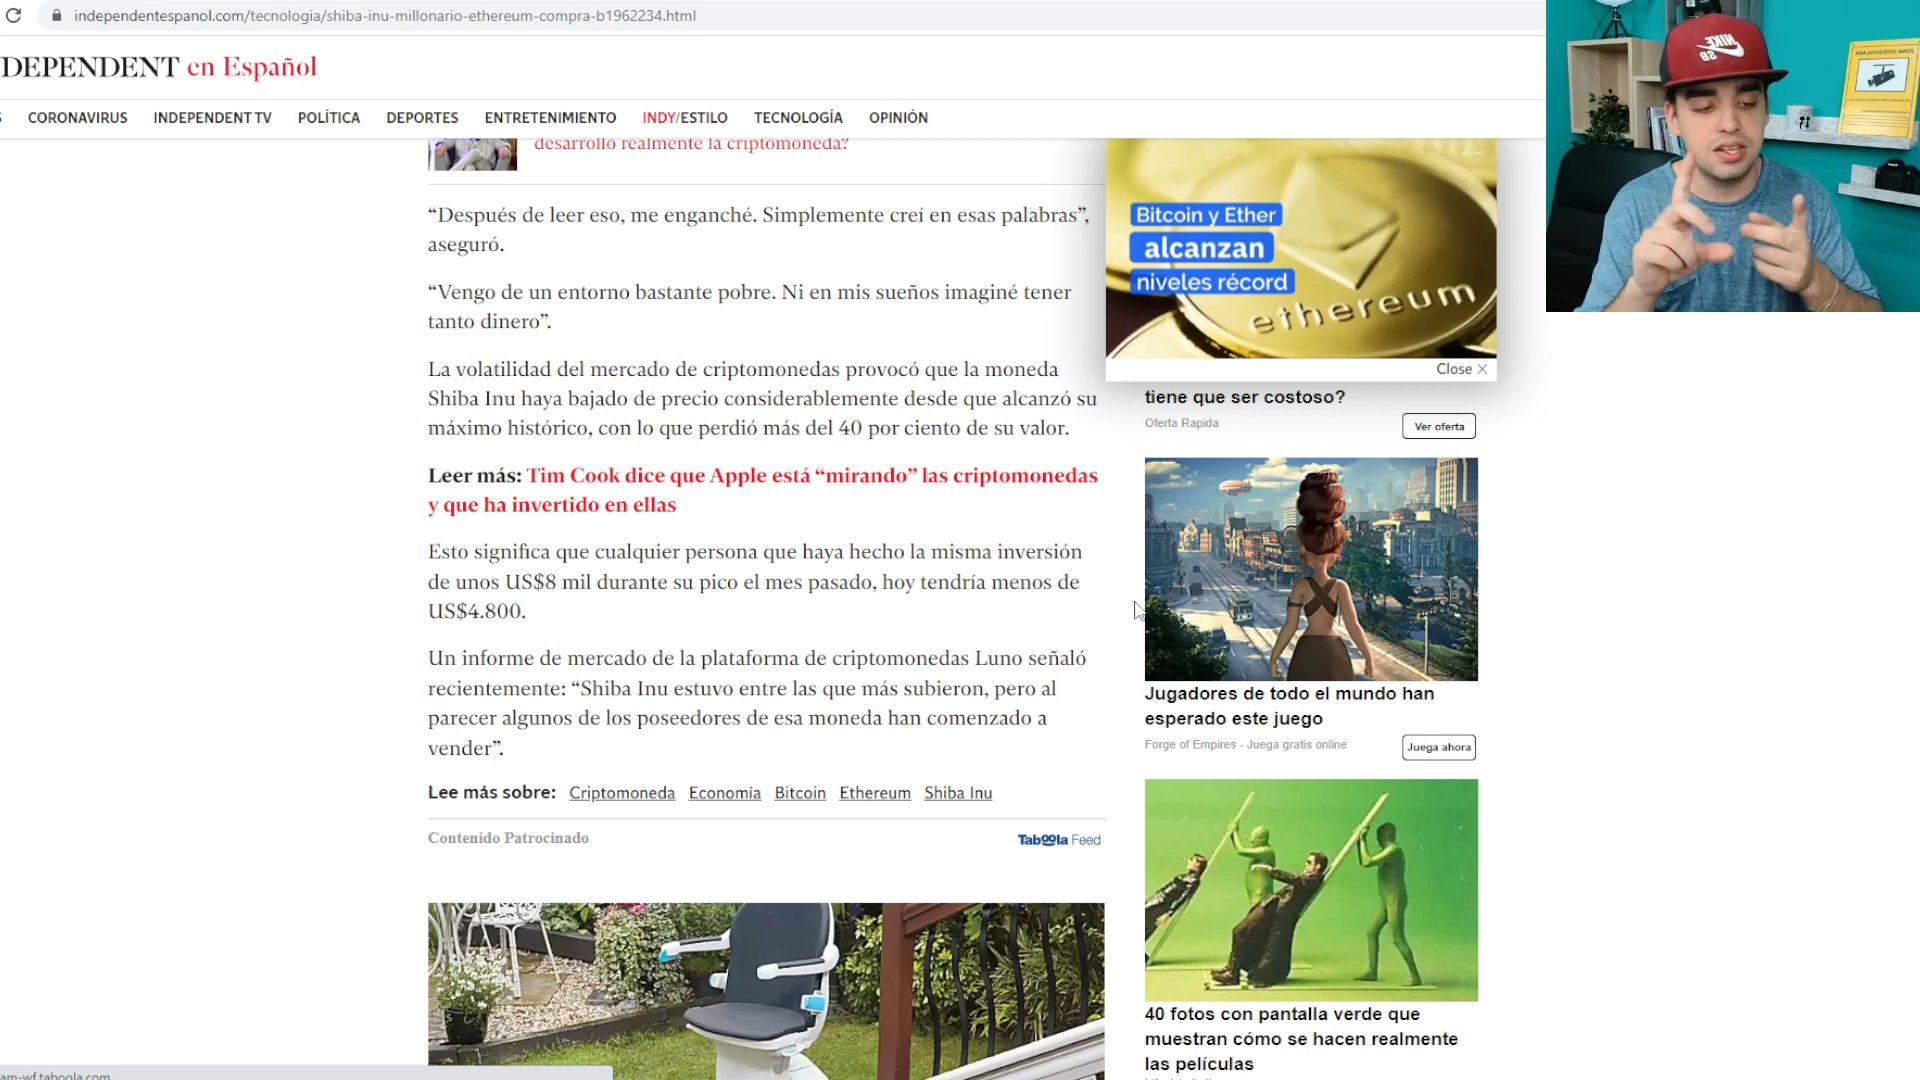 independentespanol.com/tecnologia/shiba-inu-millonario-ethereum-compra-b1962234.html
DEPENDENT en Español
CORONAVIRUS INDEPENDENT TV POLÍTICA DEPORTES ENTRETENIMIENTO INDY/ESTILO TECNOLOGÍA OPINIÓN
desarrollo realmente la criptomoneda?
“Después de leer eso, me enganché. Simplemente creí en esas palabras”,
aseguró.
“Vengo de un entorno bastante pobre. Ni en mis sueños imaginé tener
tanto dinero”.
La volatilidad del mercado de criptomonedas provocó que la moneda
Shiba Inu haya bajado de precio considerablemente desde que alcanzó su
máximo histórico, con lo que perdió más del 40 por ciento de su valor.
Leer más: Tim Cook dice que Apple está “mirando” las criptomonedas
y que ha invertido en ellas
Esto significa que cualquier persona que haya hecho la misma inversión
de unos US$8 mil durante su pico el mes pasado, hoy tendría menos de
US$4.800.
Un informe de mercado de la plataforma de criptomonedas Luno señaló
recientemente: “Shiba Inu estuvo entre las que más subieron, pero al
parecer algunos de los poseedores de esa moneda han comenzado a
vender”.
Lee más sobre: Criptomoneda Economía Bitcoin Ethereum Shiba Inu
Contenido Patrocinado
Taboola Feed
Bitcoin y Ether
alcanzan
niveles récord
ethereum
Close
tiene que ser costoso?
Oferta Rapida
Ver oferta
Jugadores de todo el mundo han
esperado este juego
Forge of Empires - Juega gratis online
Juega ahora
40 fotos con pantalla verde que
muestran cómo se hacen realmente
las películas
NIKE
SB